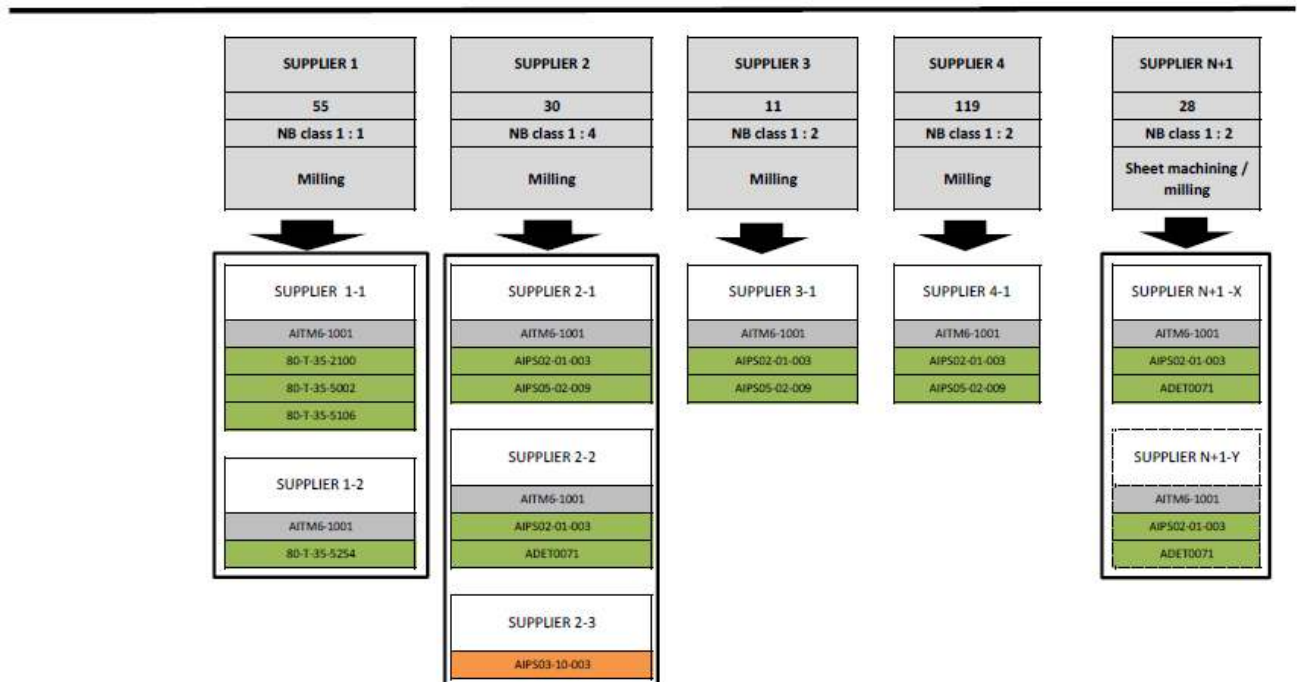 SUPPLIER 1
55
NB class 1 : 1
Milling
SUPPLIER 1-1
AITM6-1001
80-T-35-2100
80-T-35-5002
80-T-35-5106
SUPPLIER 1-2
AITM6-1001
80-T-35-5254
SUPPLIER 2
30
NB class 1 : 4
Milling
SUPPLIER 2-1
AITM6-1001
AIPS02-01-003
AIPS05-02-009
SUPPLIER 2-2
AITM6-1001
AIPS02-01-003
ADET0071
SUPPLIER 2-3
AIPS03-10-003
SUPPLIER 3
11
NB class 1 : 2
Milling
SUPPLIER 3-1
AITM6-1001
AIPS02-01-003
AIPS05-02-009
SUPPLIER 4
119
NB class 1 : 2
Milling
SUPPLIER 4-1
AITM6-1001
AIPS02-01-003
AIPS05-02-009
SUPPLIER N+1
28
NB class 1 : 2
Sheet machining /
milling
SUPPLIER N+1 -X
AITM6-1001
AIPS02-01-003
ADET0071
SUPPLIER N+1-Y
AITM6-1001
AIPS02-01-003
ADET0071